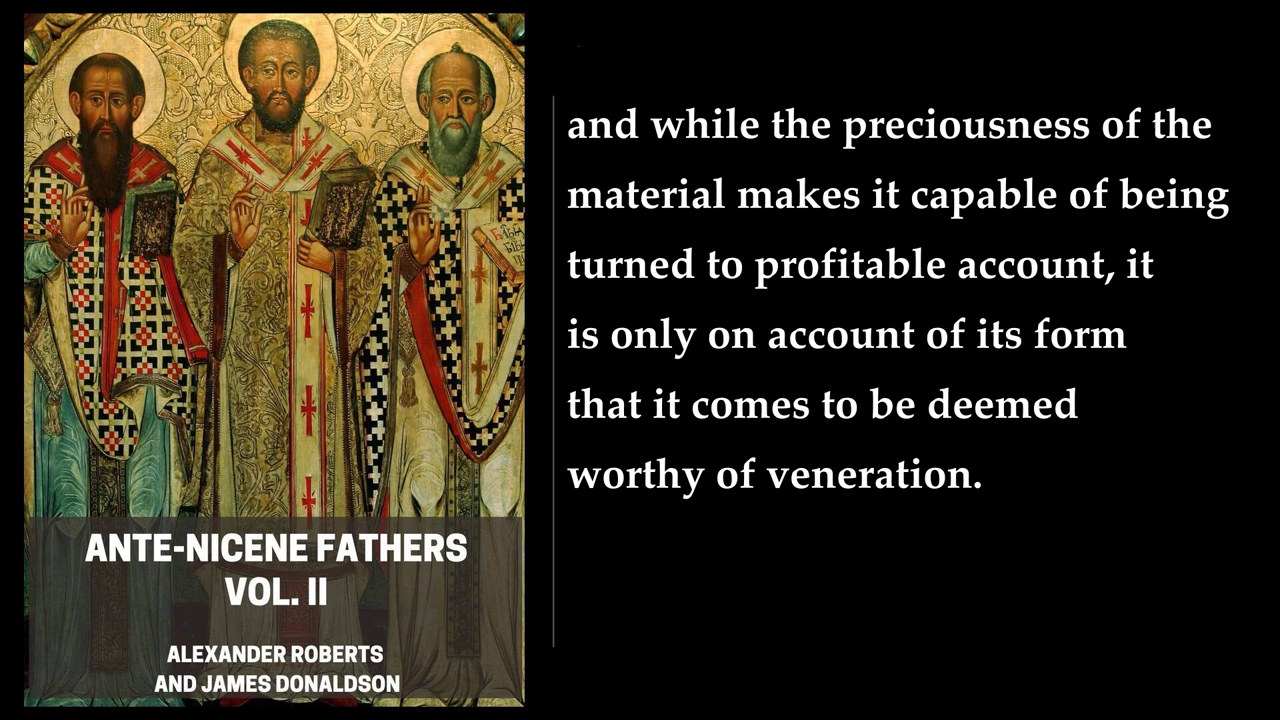 and while the preciousness of the
material makes it capable of being
turned to profitable account, it
is only on account of its form
that it comes to be deemed
worthy of veneration.
ANTE-NICENE FATHERS
VOL. II
ALEXANDER ROBERTS
AND JAMES DONALDSON